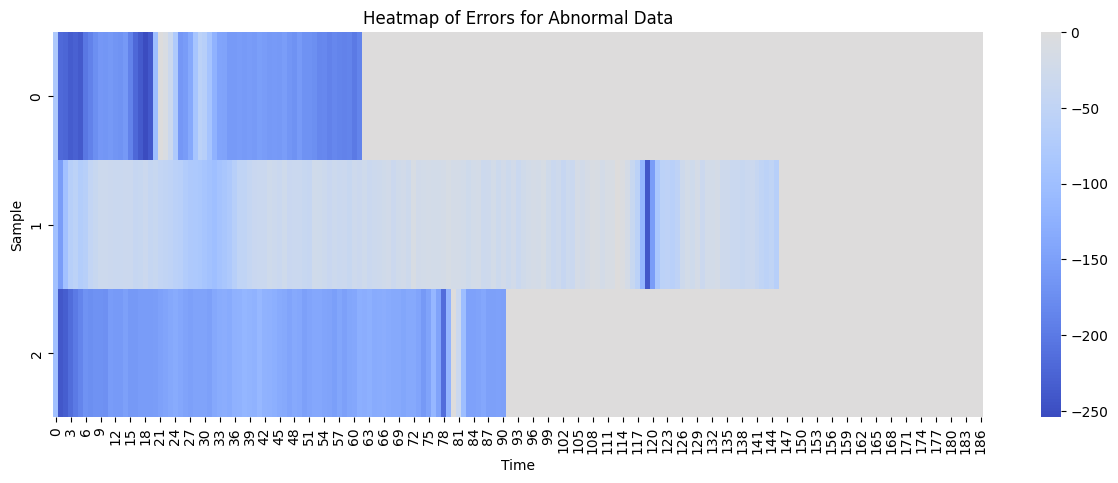 Heatmap of Errors for Abnormal Data
Sample
0
1
2
0 3 6 9 12 15 18 21 24 27 30 33 36 39 42 45 48 51 54 57 60 63 66 69 72 75 78 81 84 87 90 93 96 99 102 105 108 111 114 117 120 123 126 129 132 135 138 141 144 147 150 153 156 159 162 165 168 171 174 177 180 183 186
Time
0
−50
−100
−150
−200
−250